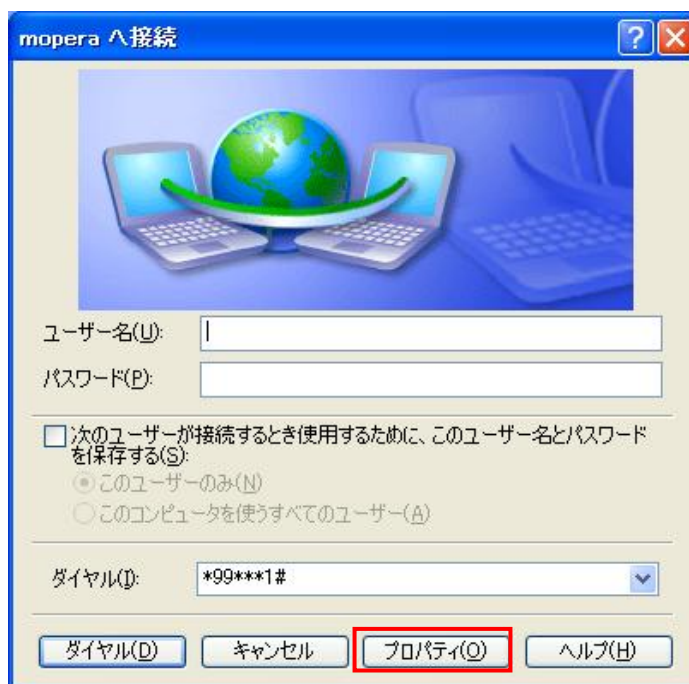 mopera へ接続
ユーザー名(U):
パスワード(P):
次のユーザーが接続するとき使用するために、このユーザー名とパスワード
を保存する(S):
このユーザーのみ(N)
このコンピュータを使うすべてのユーザー(A)
ダイヤル(I): *99***1#
ダイヤル(D) キャンセル プロパティ(O) ヘルプ(H)